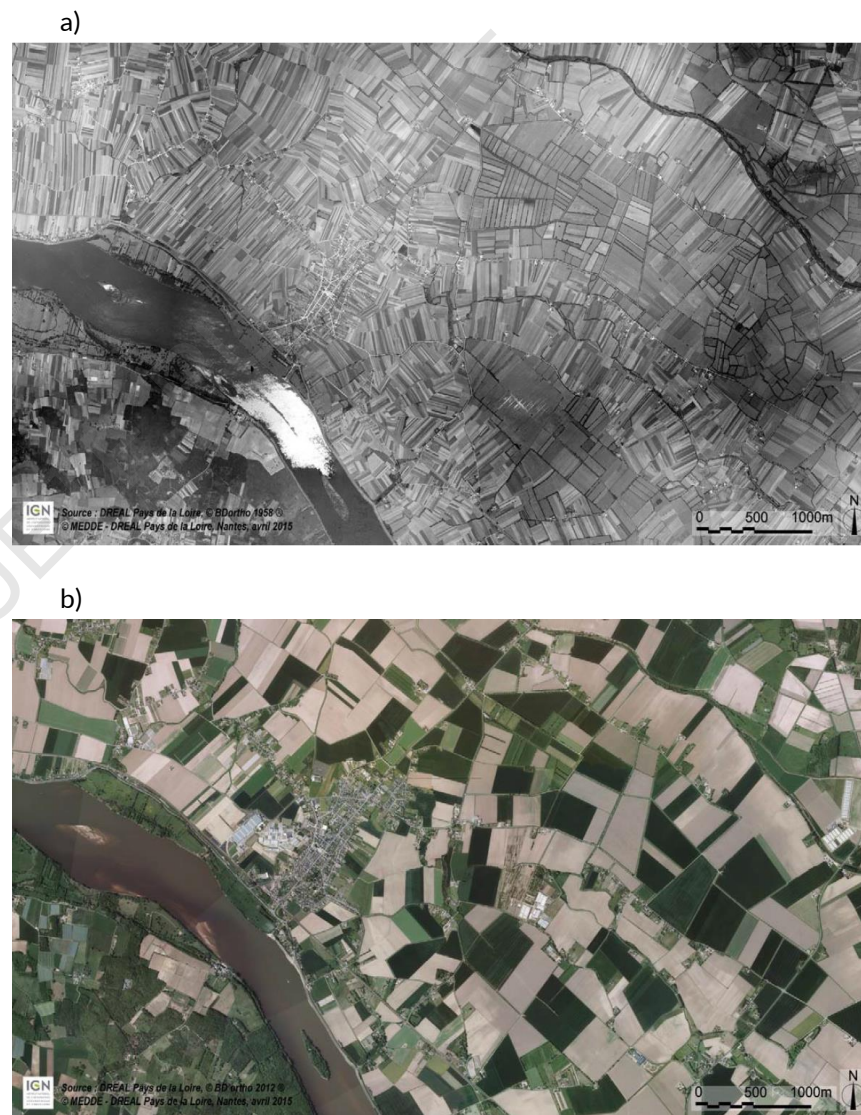 a)
IGN
Source : DREAL Pays de la Loire, © BDortho 1958 ®
© MEDDE - DREAL Pays de la Loire, Nantes, avril 2015
N
0 500 1000m
b)
IGN
Source : DREAL Pays de la Loire, © BD ortho 2012 ®
© MEDDE - DREAL Pays de la Loire, Nantes, avril 2015
N
0 500 1000m